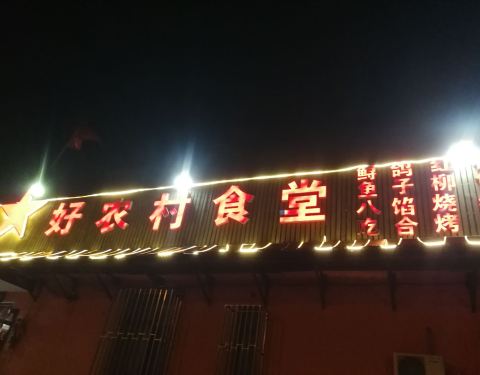 好农村食堂
鲟鱼八吃
鸽子馅合
红柳烧烤